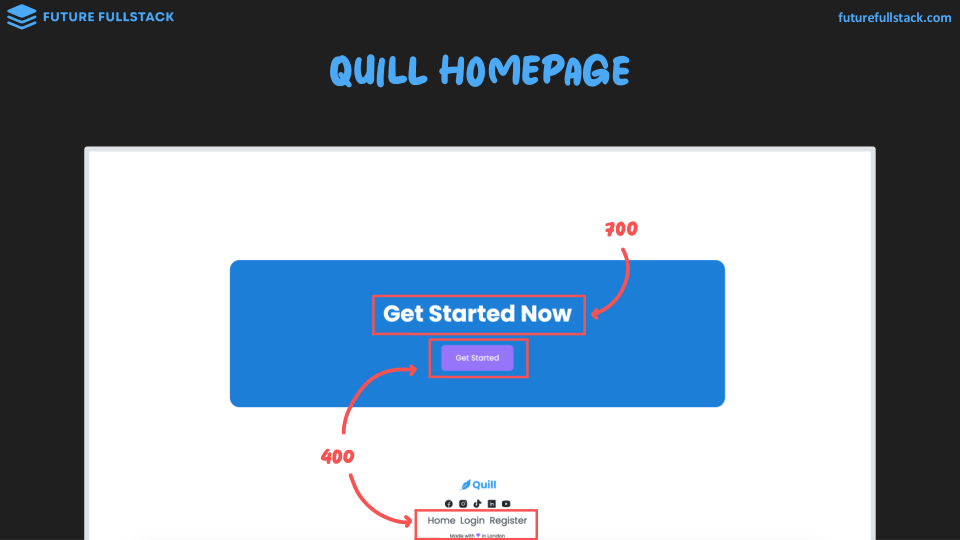 FUTURE FULLSTACK
futurefullstack.com
QUILL HOMEPAGE
700
Get Started Now
Get Started
400
Quill
Home Login Register
Made with 💜 in London